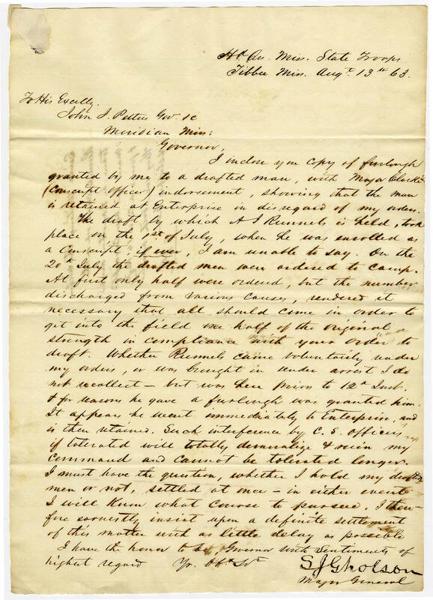 Hd Qrs. Miss. State Troops
Tibbee Miss. Augt 13th 63.
To His Excelly.
John J. Pettus Gov. &c
Meridian Miss:
Governor,
I inclose you copy of furlough
granted by me to a drafted man, with Major Clarke
(Conscript officer) indorsement, showing that the man
is retained at Enterprise in disregard of my orders.
The draft by which A J Runnels is held, took
place on the 1st of July, when he was enrolled as
a Conscript, if ever, I am unable to say. On the
20th July the drafted men were ordered to Camp.
At first only half were ordered, but the number
discharged from various causes, rendered it
necessary that all should come in order to
get into the field one half of the original
strength in compliance with your order to
draft. Whether Runnels came voluntarily under
my orders, or was brought in under arrest I do
not recollect – but was here prior to 12th Inst.
& for reasons he gave a furlough was granted him.
It appears he went immediately to Enterprise, and
is there retained. Such interference by C. S. officers,
if tolerated will totally demoralize & ruin my
command and cannot be tolerated longer.
I must have the question, whether I hold my drafted
men or not, settled at once – in either event
I will know what course to pursue. I there-
fore earnestly insist upon a definite settlement
of this matter with as little delay as possible
I have the honor to be, Governor with sentiments of
highest regard Yr. Obt Svt
S J Gholson
Major General